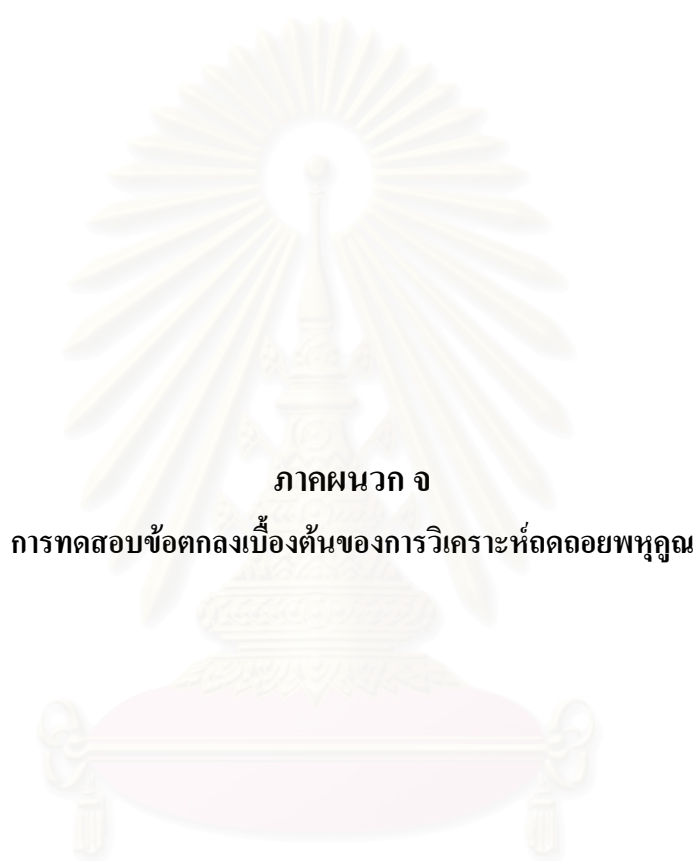 ภาคผนวก จ
การทดสอบข้อตกลงเบื้องต้นของการวิเคราะห์ถดถอยพหุคูณ